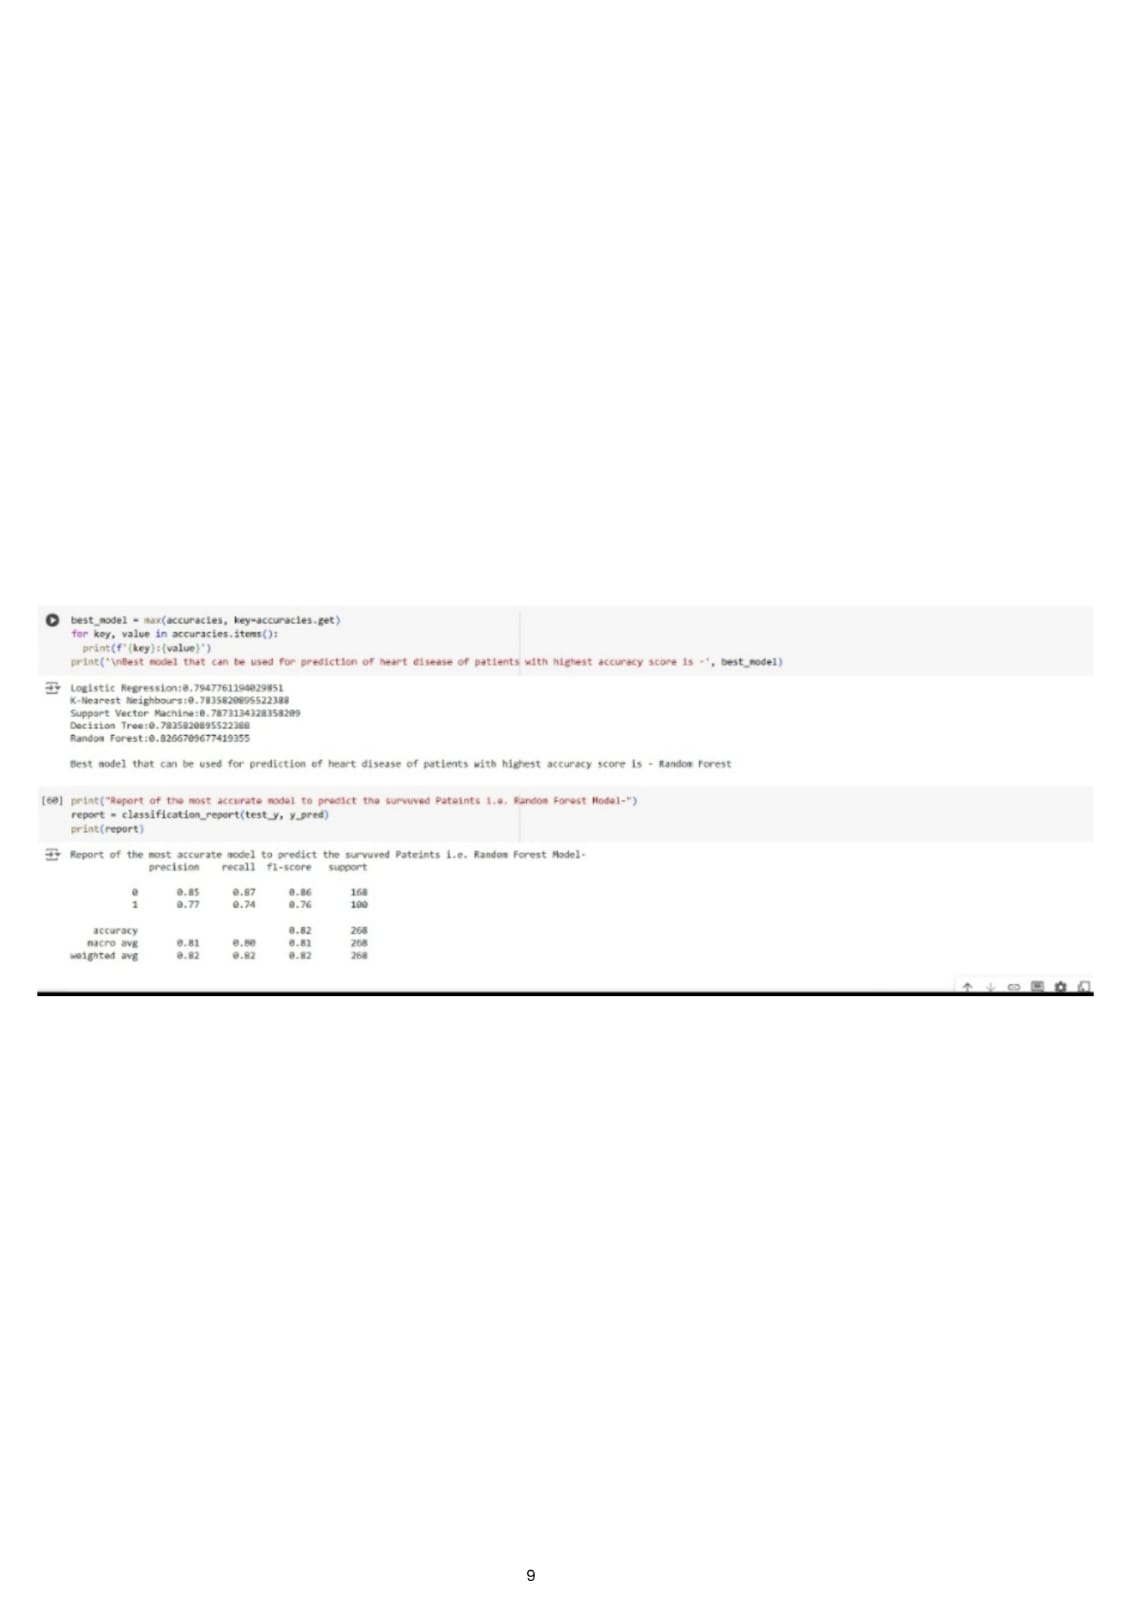 best_model = max(accuracies, key=accuracies.get)
for key, value in accuracies.items():
  print(f'{key}:{value}')
print('\nBest model that can be used for prediction of heart disease of patients with highest accuracy score is -', best_model)
Logistic Regression:0.7947761194029851
K-Nearest Neighbours:0.7835820895522388
Support Vector Machine:0.7873134328358209
Decision Tree:0.7835820895522388
Random Forest:0.8266709677419355
Best model that can be used for prediction of heart disease of patients with highest accuracy score is - Random Forest
[60] print("Report of the most accurate model to predict the survuved Pateints i.e. Random Forest Model-")
report = classification_report(test_y, y_pred)
print(report)
Report of the most accurate model to predict the survuved Pateints i.e. Random Forest Model-
precision recall f1-score support
0 0.85 0.87 0.86 168
1 0.77 0.74 0.76 100
accuracy 0.82 268
macro avg 0.81 0.80 0.81 268
weighted avg 0.82 0.82 0.82 268
9